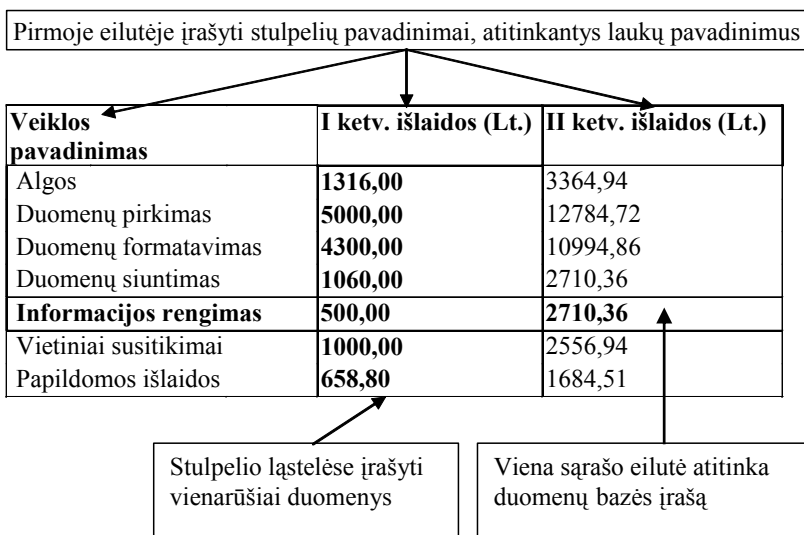 Pirmoje eilutėje įrašyti stulpelių pavadinimai, atitinkantys laukų pavadinimus
Veiklos pavadinimas I ketv. išlaidos (Lt.) II ketv. išlaidos (Lt.)
Algos 1316,00 3364,94
Duomenų pirkimas 5000,00 12784,72
Duomenų formatavimas 4300,00 10994,86
Duomenų siuntimas 1060,00 2710,36
Informacijos rengimas 500,00 2710,36
Vietiniai susitikimai 1000,00 2556,94
Papildomos išlaidos 658,80 1684,51
Stulpelio ląstelėse įrašyti
vienarūšiai duomenys
Viena sąrašo eilutė atitinka
duomenų bazės įrašą